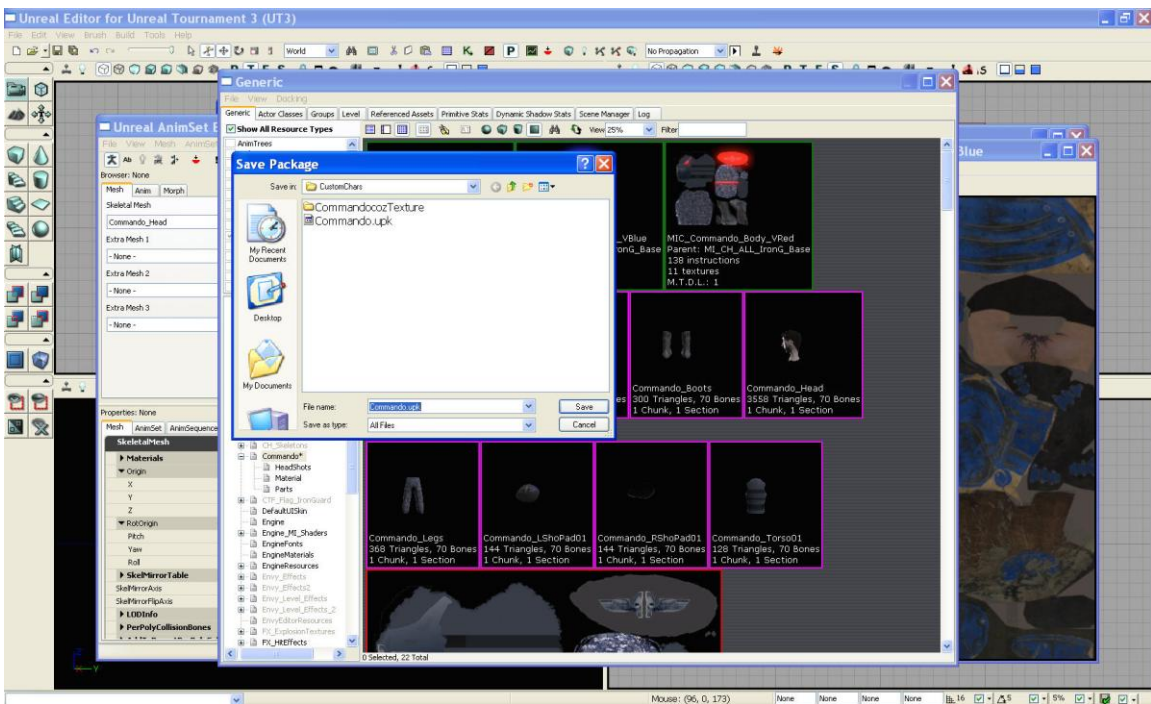 Unreal Editor for Unreal Tournament 3 (UT3)
File Edit View Brush Build Tools Help
World
No Propagation
Generic
File View Docking
Generic Actor Classes Groups Level Referenced Assets Primitive Stats Dynamic Shadow Stats Scene Manager Log
Show All Resource Types
View 25%
Filter
AnimTrees
Unreal AnimSet E
File View Mesh AnimSet
Browser: None
Mesh Anim Morph
Skeletal Mesh
Commando_Head
Extra Mesh 1
- None -
Extra Mesh 2
- None -
Extra Mesh 3
- None -
Properties: None
Mesh AnimSet AnimSequence
SkeletalMesh
Materials
Origin
X
Y
Z
RotOrigin
Pitch
Yaw
Roll
SkelMirrorTable
SkelMirrorAxis
SkelMirrorFlipAxis
LODInfo
PerPolyCollisionBones
Save Package
Save in: CustomChars
CommandocozTexture
Commando.upk
My Recent Documents
Desktop
My Documents
File name: Commando.upk
Save as type: All Files
Save
Cancel
_VBlue
ronG_Base
MIC_Commando_Body_VRed
Parent: MI_CH_ALL_IronG_Base
138 instructions
11 textures
M.T.D.L.: 1
Blue
es
Commando_Boots
300 Triangles, 70 Bones
1 Chunk, 1 Section
Commando_Head
3558 Triangles, 70 Bones
1 Chunk, 1 Section
CH_Skeletons
Commando*
HeadShots
Material
Parts
CTF_Flag_IronGuard
DefaultUISkin
Engine
Engine_MI_Shaders
EngineFonts
EngineMaterials
EngineResources
Envy_Effects
Envy_Effects2
Envy_Level_Effects
Envy_Level_Effects_2
EnvyEditorResources
FX_ExplosionTextures
FX_HitEffects
Commando_Legs
368 Triangles, 70 Bones
1 Chunk, 1 Section
Commando_LShoPad01
144 Triangles, 70 Bones
1 Chunk, 1 Section
Commando_RShoPad01
144 Triangles, 70 Bones
1 Chunk, 1 Section
Commando_Torso01
128 Triangles, 70 Bones
1 Chunk, 1 Section
0 Selected, 22 Total
Z
Y
Mouse: (96, 0, 173)
None None None None 16 5 5%